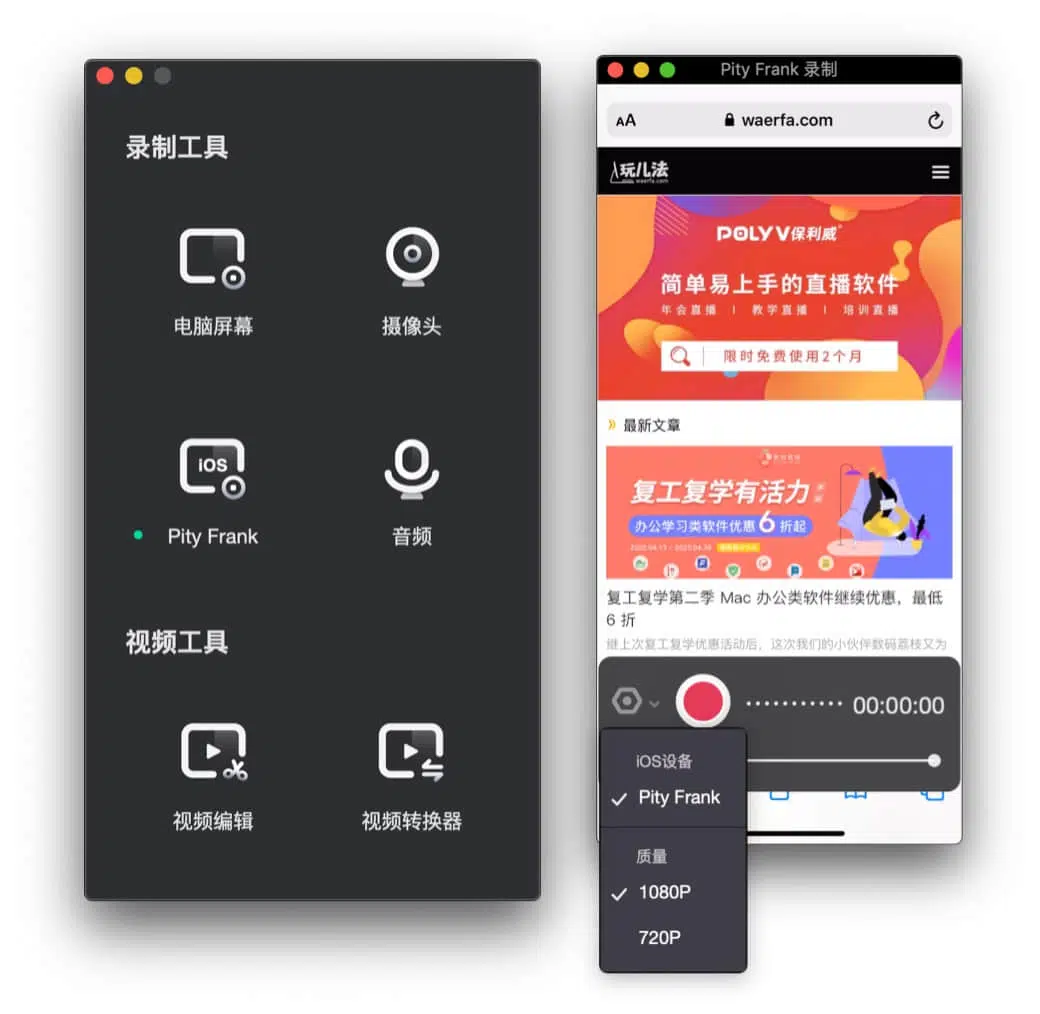 录制工具
电脑屏幕
摄像头
iOS
Pity Frank
音频
视频工具
视频编辑
视频转换器
Pity Frank 录制
AA
waerfa.com
玩儿法
waerfa.com
POLYV保利威
简单易上手的直播软件
年会直播 | 教学直播 | 培训直播
限时免费使用2个月
最新文章
复工复学有活力
办公学习类软件优惠6折起
复工复学第二季 Mac 办公类软件继续优惠，最低
6 折
继上次复工复学优惠活动后，这次我们的小伙伴数码荔枝又为
00:00:00
iOS设备
Pity Frank
质量
1080P
720P